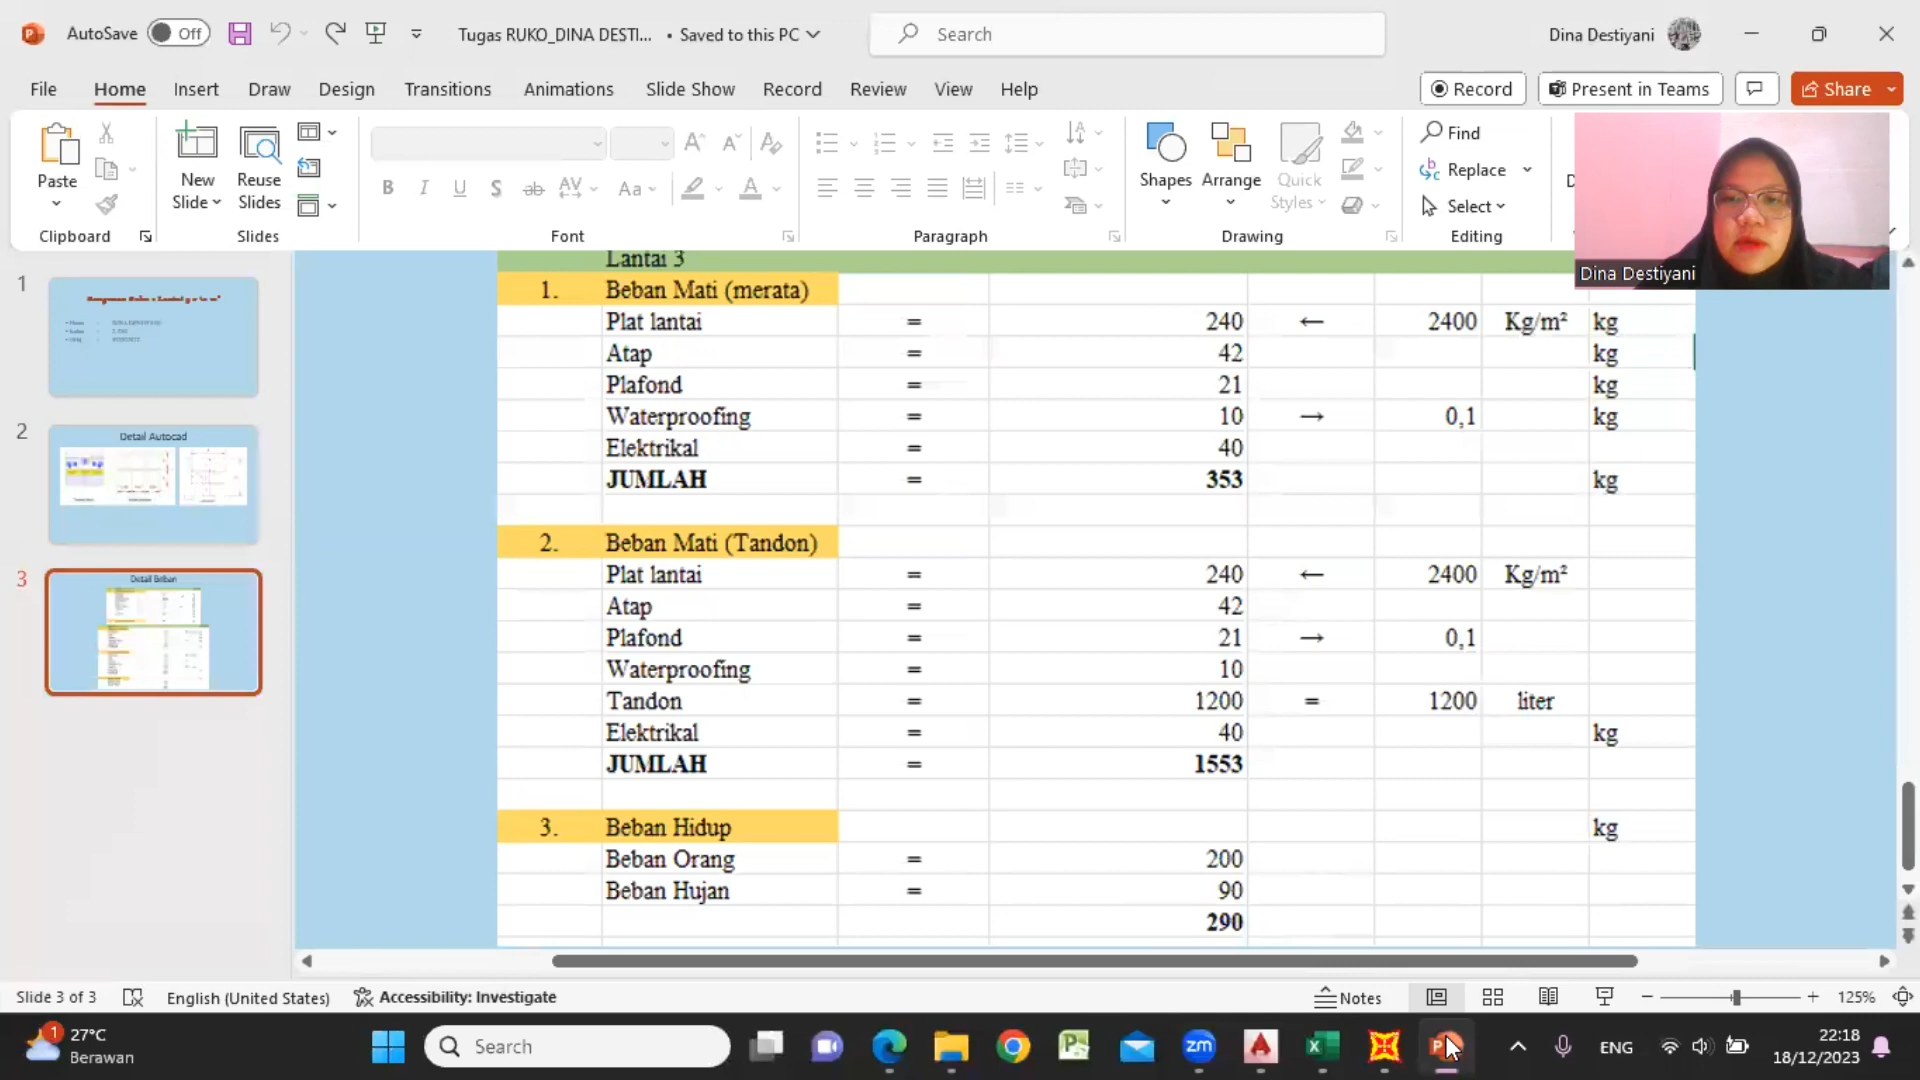 AutoSave Off Tugas RUKO_DINA DESTI... • Saved to this PC Search Dina Destiyani
File Home Insert Draw Design Transitions Animations Slide Show Record Review View Help Record Present in Teams Share
Paste New Slide Reuse Slides B I U S ab AV Aa A Shapes Arrange Quick Styles Find Replace Select D
Clipboard Slides Font Paragraph Drawing Editing
Dina Destiyani
1
2 Detail Autocad
3 Detail Beban
Lantai 3
1. Beban Mati (merata)
Plat lantai = 240 ← 2400 Kg/m² kg
Atap = 42 kg
Plafond = 21 kg
Waterproofing = 10 → 0,1 kg
Elektrikal = 40
JUMLAH = 353 kg
2. Beban Mati (Tandon)
Plat lantai = 240 ← 2400 Kg/m²
Atap = 42
Plafond = 21 → 0,1
Waterproofing = 10
Tandon = 1200 = 1200 liter
Elektrikal = 40 kg
JUMLAH = 1553
3. Beban Hidup kg
Beban Orang = 200
Beban Hujan = 90
290
Slide 3 of 3 English (United States) Accessibility: Investigate Notes 125%
1 27°C Search zm ENG 22:18
Berawan 18/12/2023